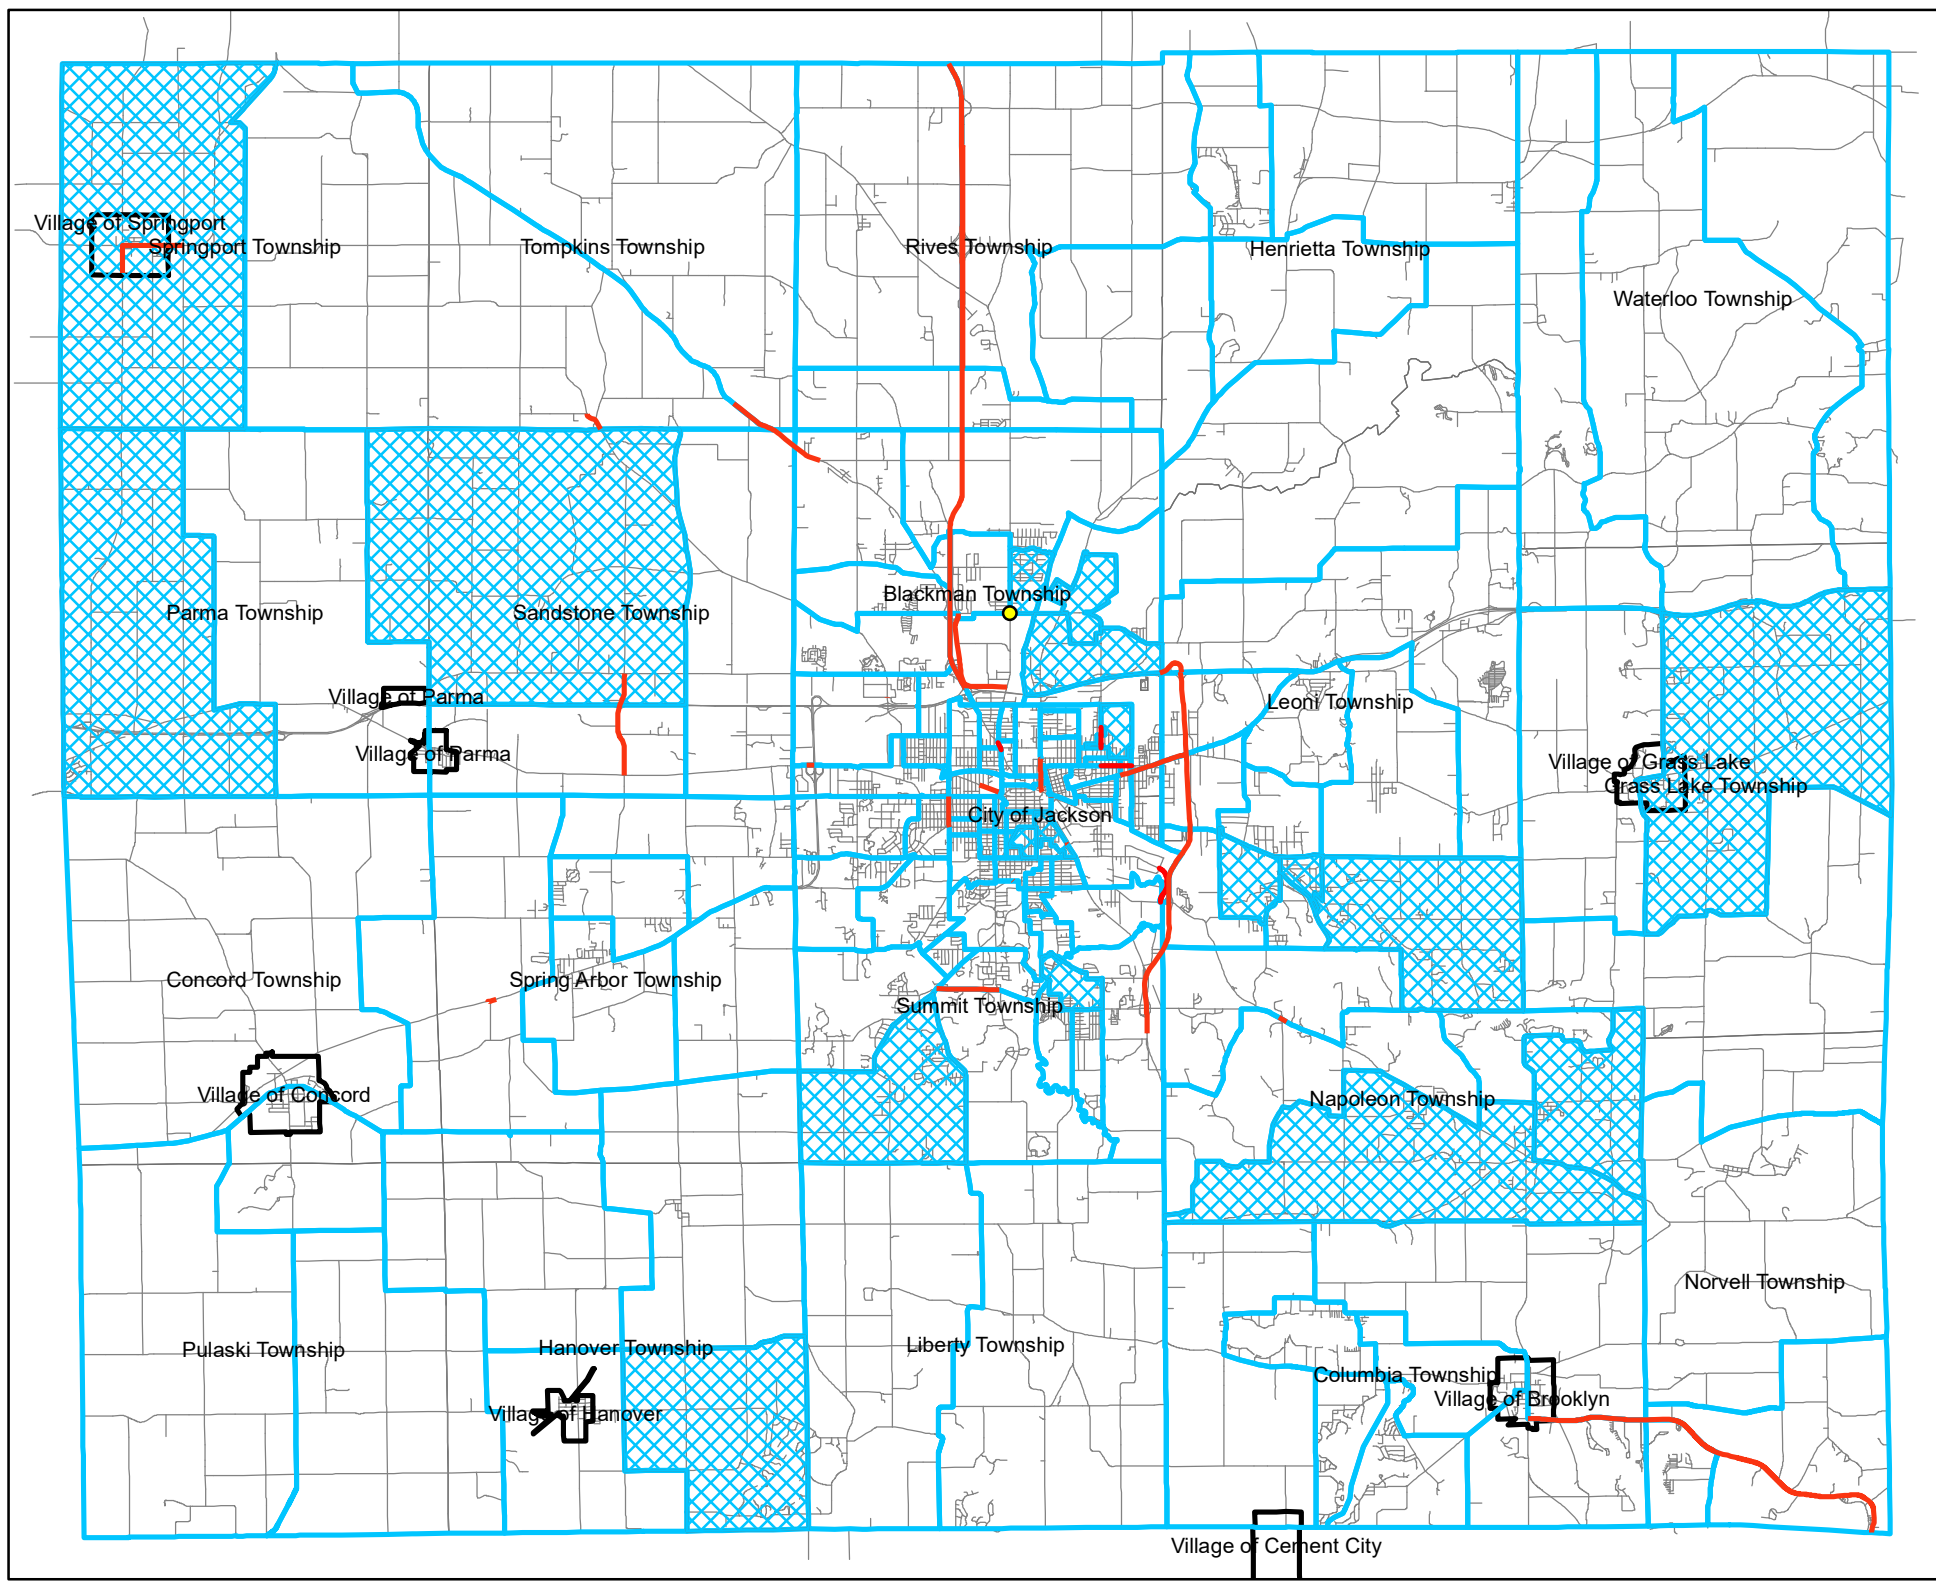 Village of Springport
Springport Township
Tompkins Township
Rives Township
Henrietta Township
Waterloo Township
Parma Township
Sandstone Township
Blackman Township
Village of Parma
Leoni Township
Village of Parma
Village of Grass Lake
Grass Lake Township
City of Jackson
Concord Township
Spring Arbor Township
Summit Township
Village of Concord
Napoleon Township
Norvell Township
Pulaski Township
Hanover Township
Liberty Township
Columbia Township
Village of Brooklyn
Village of Hanover
Village of Cement City